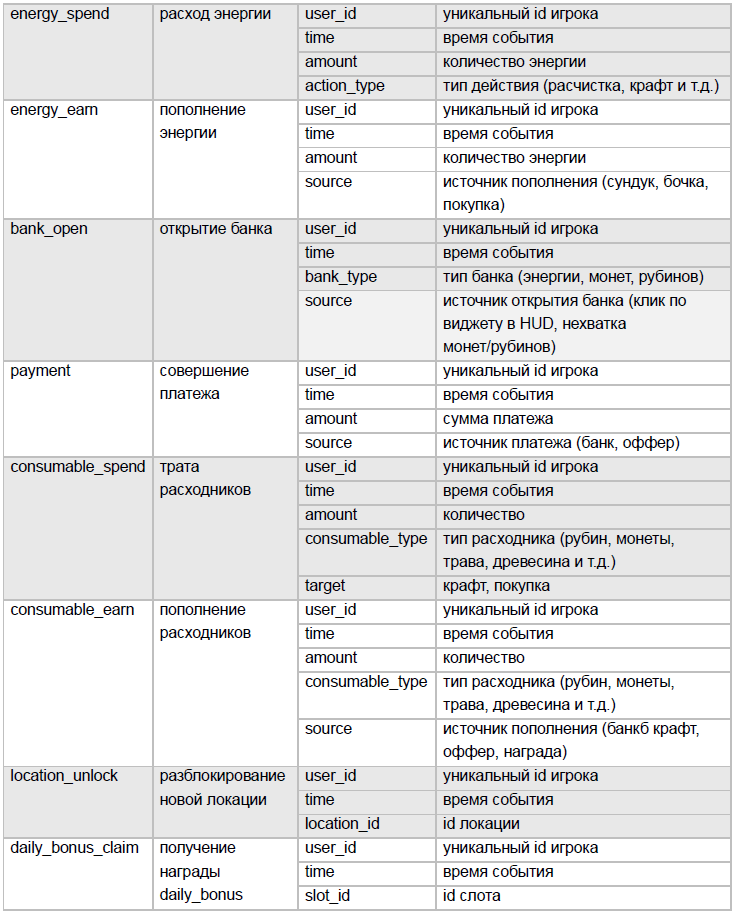 energy_spend расход энергии user_id уникальный id игрока
time время события
amount количество энергии
action_type тип действия (расчистка, крафт и т.д.)
energy_earn пополнение user_id уникальный id игрока
энергии time время события
amount количество энергии
source источник пополнения (сундук, бочка,
покупка)
bank_open открытие банка user_id уникальный id игрока
time время события
bank_type тип банка (энергии, монет, рубинов)
source источник открытия банка (клик по
виджету в HUD, нехватка
монет/рубинов)
payment совершение user_id уникальный id игрока
платежа time время события
amount сумма платежа
source источник платежа (банк, оффер)
consumable_spend трата user_id уникальный id игрока
расходников time время события
amount количество
consumable_type тип расходника (рубин, монеты,
трава, древесина и т.д.)
target крафт, покупка
consumable_earn пополнение user_id уникальный id игрока
расходников time время события
amount количество
consumable_type тип расходника (рубин, монеты,
трава, древесина и т.д.)
source источник пополнения (банкб крафт,
оффер, награда)
location_unlock разблокирование user_id уникальный id игрока
новой локации time время события
location_id id локации
daily_bonus_claim получение user_id уникальный id игрока
награды time время события
daily_bonus slot_id id слота